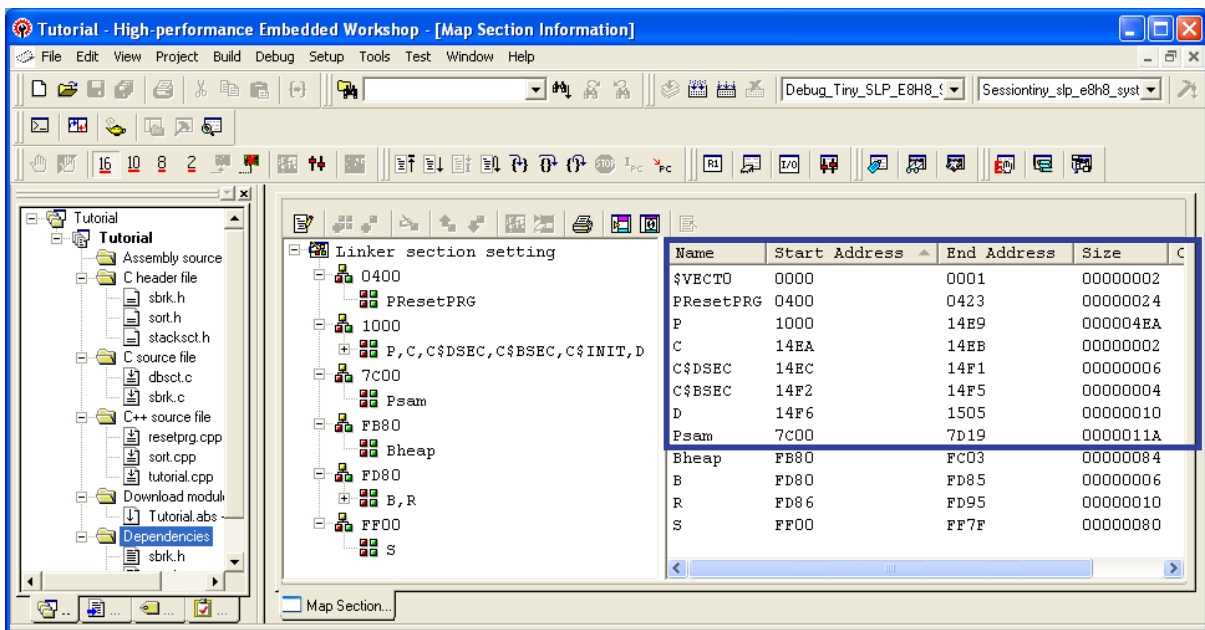 Tutorial - High-performance Embedded Workshop - [Map Section Information]
File Edit View Project Build Debug Setup Tools Test Window Help
Debug_Tiny_SLP_E8H8_
Sessiontiny_slp_e8h8_syst
16 10 8 2
STOP
PC
PC
R1
I/O
Tutorial
Tutorial
Assembly source
C header file
sbrk.h
sort.h
stacksct.h
C source file
dbsct.c
sbrk.c
C++ source file
resetprg.cpp
sort.cpp
tutorial.cpp
Download modul
Tutorial.abs -
Dependencies
sbrk.h
Linker section setting
0400
PResetPRG
1000
P,C,C$DSEC,C$BSEC,C$INIT,D
7C00
Psam
FB80
Bheap
FD80
B,R
FF00
S
Name Start Address End Address Size C
$VECT0 0000 0001 00000002
PResetPRG 0400 0423 00000024
P 1000 14E9 000004EA
C 14EA 14EB 00000002
C$DSEC 14EC 14F1 00000006
C$BSEC 14F2 14F5 00000004
D 14F6 1505 00000010
Psam 7C00 7D19 0000011A
Bheap FB80 FC03 00000084
B FD80 FD85 00000006
R FD86 FD95 00000010
S FF00 FF7F 00000080
.. ... ... ...
Map Section...